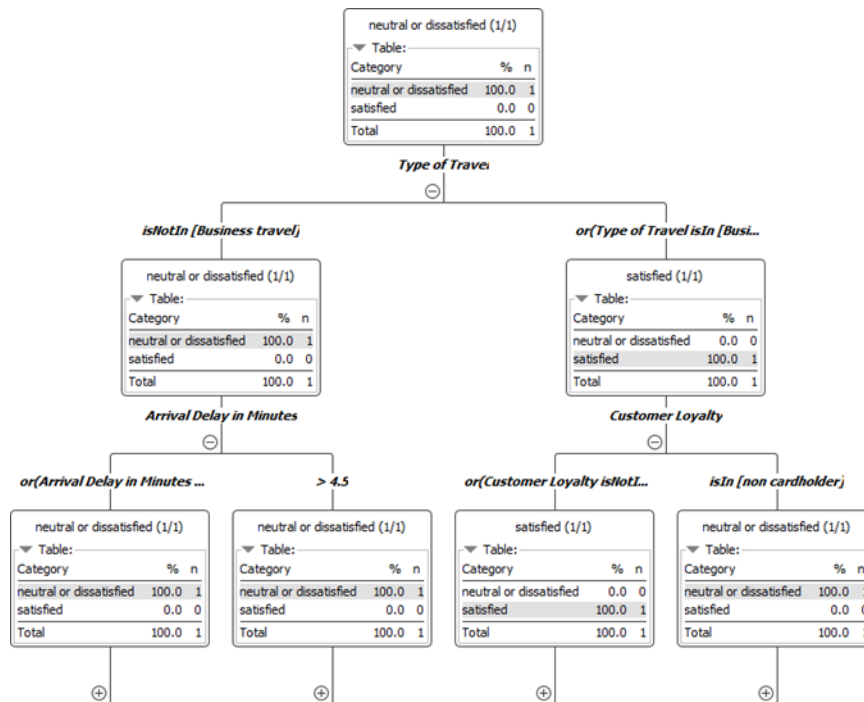 neutral or dissatisfied (1/1)
Table:
Category % n
neutral or dissatisfied 100.0 1
satisfied 0.0 0
Total 100.0 1
Type of Travel
isNotIn [Business travel]
or(Type of Travel isIn [Busi...
neutral or dissatisfied (1/1)
Table:
Category % n
neutral or dissatisfied 100.0 1
satisfied 0.0 0
Total 100.0 1
satisfied (1/1)
Table:
Category % n
neutral or dissatisfied 0.0 0
satisfied 100.0 1
Total 100.0 1
Arrival Delay in Minutes
Customer Loyalty
or(Arrival Delay in Minutes ...
> 4.5
or(Customer Loyalty isNotI...
isIn [non cardholder]
neutral or dissatisfied (1/1)
Table:
Category % n
neutral or dissatisfied 100.0 1
satisfied 0.0 0
Total 100.0 1
neutral or dissatisfied (1/1)
Table:
Category % n
neutral or dissatisfied 100.0 1
satisfied 0.0 0
Total 100.0 1
satisfied (1/1)
Table:
Category % n
neutral or dissatisfied 0.0 0
satisfied 100.0 1
Total 100.0 1
neutral or dissatisfied (1/1)
Table:
Category % n
neutral or dissatisfied 100.0 1
satisfied 0.0 0
Total 100.0 1